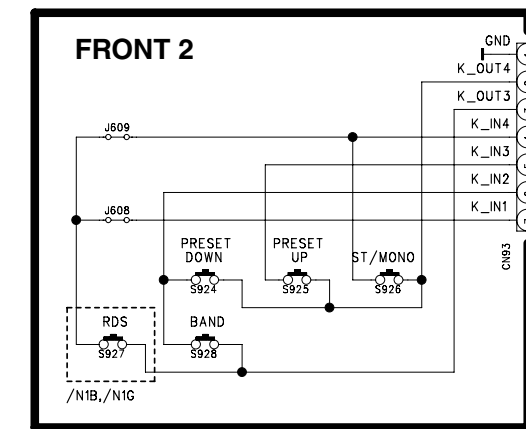 FRONT 2
GND
K_OUT4
K_OUT3
K_IN4
K_IN3
K_IN2
K_IN1
CN93
J609
J608
PRESET
DOWN
S924
PRESET
UP
S925
ST/MONO
S926
RDS
S927
BAND
S928
/N1B,/N1G